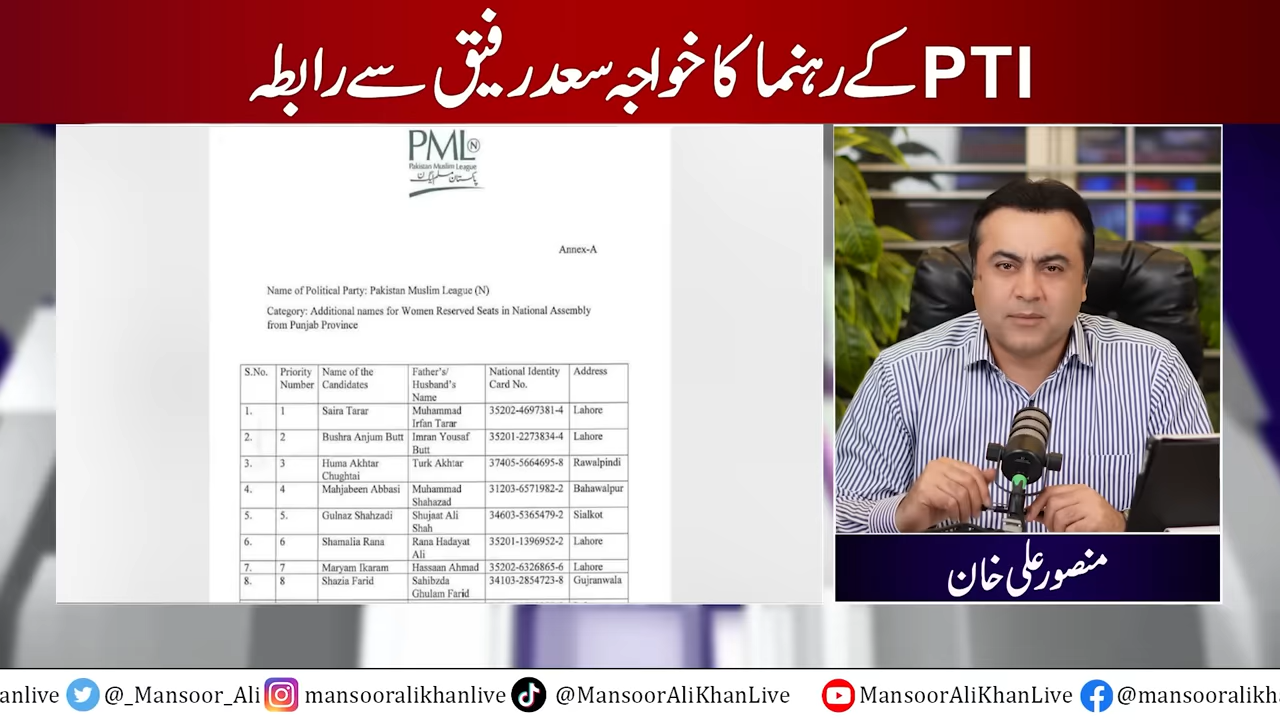 PTI کے رہنما کا خواجہ سعد رفیق سے رابطہ
PML N
Pakistan Muslim League
پاکستان مسلم لیگ ن
Annex-A
Name of Political Party: Pakistan Muslim League (N)
Category: Additional names for Women Reserved Seats in National Assembly
from Punjab Province
S.No. Priority Number Name of the Candidates Father's/ Husband's Name National Identity Card No. Address
1. 1 Saira Tarar Muhammad Irfan Tarar 35202-4697381-4 Lahore
2. 2 Bushra Anjum Butt Imran Yousaf Butt 35201-2273834-4 Lahore
3. 3 Huma Akhtar Chughtai Turk Akhtar 37405-5664695-8 Rawalpindi
4. 4 Mahjabeen Abbasi Muhammad Shahazad 31203-6571982-2 Bahawalpur
5. 5. Gulnaz Shahzadi Shujaat Ali Shah 34603-5365479-2 Sialkot
6. 6 Shamalia Rana Rana Hadayat Ali 35201-1396952-2 Lahore
7. 7 Maryam Ikaram Hassaan Ahmad 35202-6326865-6 Lahore
8. 8 Shazia Farid Sahibzda Ghulam Farid 34103-2854723-8 Gujranwala
منصور علی خان
anlive @_Mansoor_Ali mansooralikhanlive @MansoorAliKhanLive MansoorAliKhanLive @mansooralikh